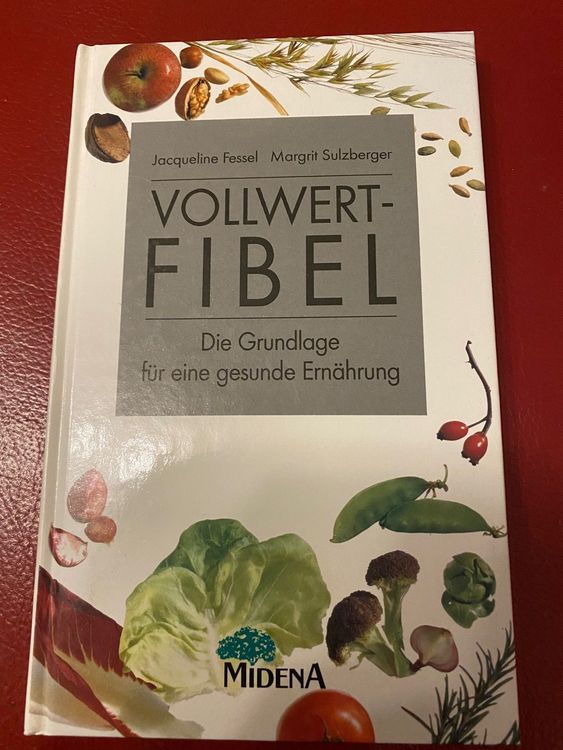 Jacqueline Fessel Margrit Sulzberger
VOLLWERT-
FIBEL
Die Grundlage
für eine gesunde Ernährung
MIDENA